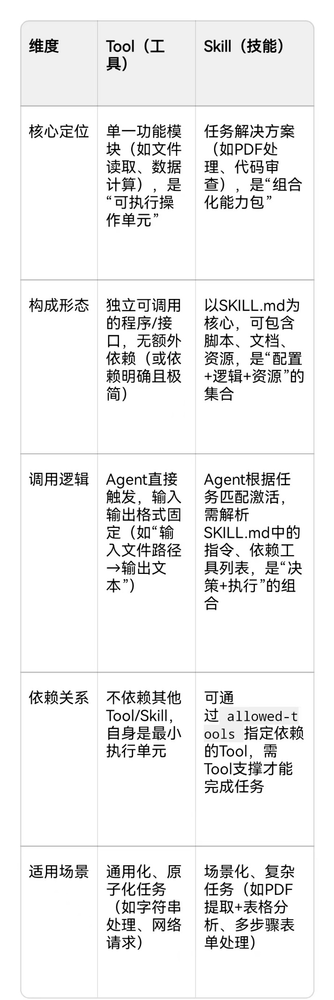 维度
Tool（工
具）
Skill（技能）
核心定位
单一功能模
块（如文件
读取、数据
计算），是
“可执行操
作单元”
任务解决方案
（如PDF处
理、代码审
查），是“组合
化能力包”
构成形态
独立可调用
的程序/接
口，无额外
依赖（或依
赖明确且极
简）
以SKILL.md为
核心，可包含
脚本、文档、
资源，是“配置
+逻辑+资源”的
集合
调用逻辑
Agent直接
触发，输入
输出格式固
定（如“输
入文件路径
→输出文
本”）
Agent根据任
务匹配激活，
需解析
SKILL.md中的
指令、依赖工
具列表，是“决
策+执行”的组
合
依赖关系
不依赖其他
Tool/Skill，
自身是最小
执行单元
可通
过 allowed-t
ools 指定依赖
的Tool，需
Tool支撑才能
完成任务
适用场景
通用化、原
子化任务
（如字符串
处理、网络
请求）
场景化、复杂
任务（如PDF
提取+表格分
析、多步骤表
单处理）